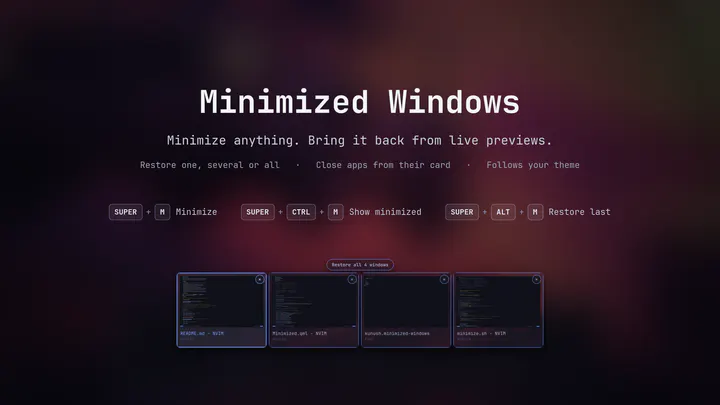 Minimized Windows
Minimize anything. Bring it back from live previews.
Restore one, several or all · Close apps from their card · Follows your theme
SUPER + M Minimize SUPER + CTRL + M Show minimized SUPER + ALT + M Restore last
Restore all 4 windows
README.md - NVIM Minimized.qml - NVIM minimize.sh - NVIM